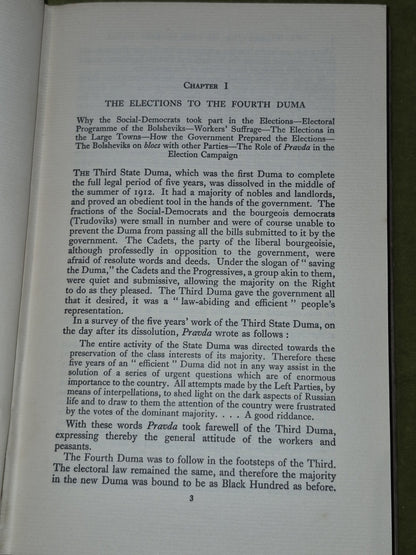 CHAPTER I
THE ELECTIONS TO THE FOURTH DUMA
Why the Social-Democrats took part in the Elections—Electoral
Programme of the Bolsheviks—Workers' Suffrage—The Elections in
the Large Towns—How the Government Prepared the Elections—
The Bolsheviks on blocs with other Parties—The Role of Pravda in the
Election Campaign
THE Third State Duma, which was the first Duma to complete
the full legal period of five years, was dissolved in the middle of
the summer of 1912. It had a majority of nobles and landlords,
and proved an obedient tool in the hands of the government. The
fractions of the Social-Democrats and the bourgeois democrats
(Trudoviks) were small in number and were of course unable to
prevent the Duma from passing all the bills submitted to it by the
government. The Cadets, the party of the liberal bourgeoisie,
although professedly in opposition to the government, were
afraid of resolute words and deeds. Under the slogan of " saving
the Duma," the Cadets and the Progressives, a group akin to them,
were quiet and submissive, allowing the majority on the Right
to do as they pleased. The Third Duma gave the government all
that it desired, it was a " law-abiding and efficient " people's
representation.
In a survey of the five years' work of the Third State Duma, on
the day after its dissolution, Pravda wrote as follows :
The entire activity of the State Duma was directed towards the
preservation of the class interests of its majority. Therefore these
five years of an " efficient " Duma did not in any way assist in the
solution of a series of urgent questions which are of enormous
importance to the country. All attempts made by the Left Parties, by
means of interpellations, to shed light on the dark aspects of Russian
life and to draw to them the attention of the country were frustrated
by the votes of the dominant majority. . . . A good riddance.
With these words Pravda took farewell of the Third Duma,
expressing thereby the general attitude of the workers and
peasants.
The Fourth Duma was to follow in the footsteps of the Third.
The electoral law remained the same, and therefore the majority
in the new Duma was bound to be as Black Hundred as before.
3